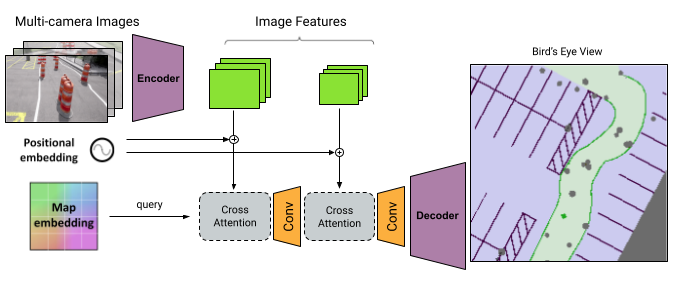 Multi-camera Images
Image Features
Bird's Eye View
Encoder
Positional
embedding
Map
embedding
query
Cross
Attention
Conv
Cross
Attention
Conv
Decoder